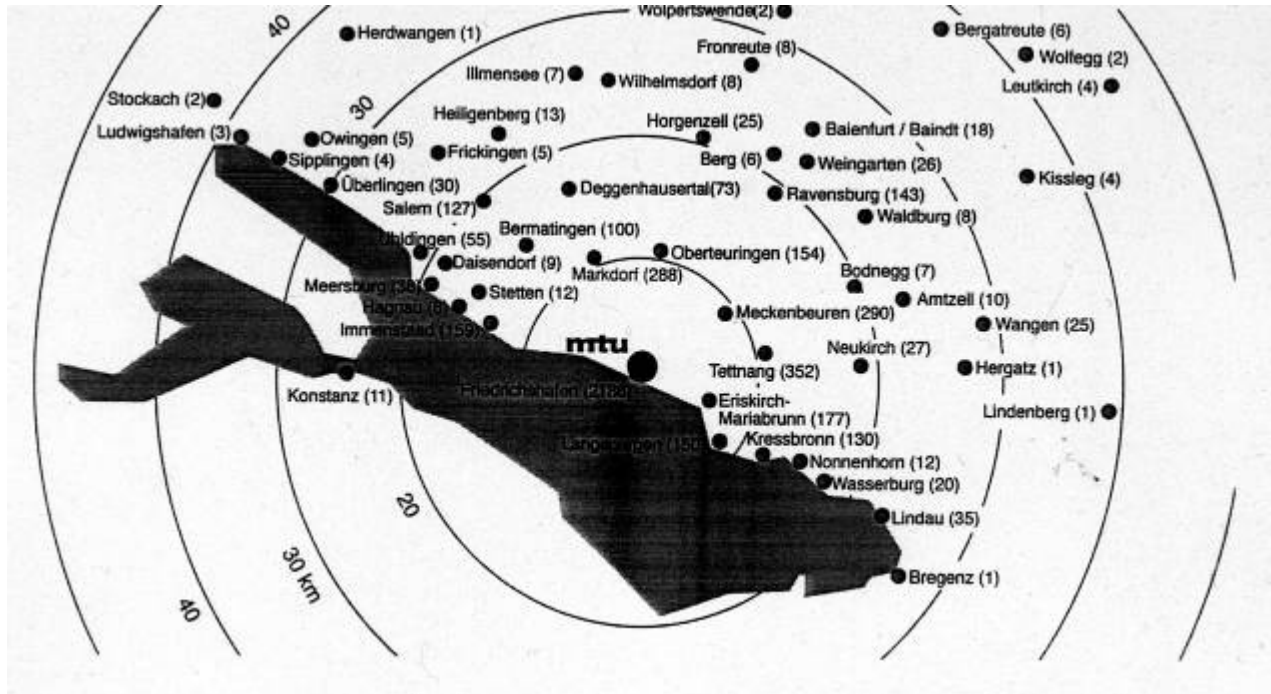 Wolpertswende(2)
40
Herdwangen (1)
Bergatreute (6)
Fronreute (8)
Wolfegg (2)
Illmensee (7)
Wilhelmsdorf (8)
Leutkirch (4)
Stockach (2)
30
Heiligenberg (13)
Horgenzell (25)
Baienfurt / Baindt (18)
Ludwigshafen (3)
Owingen (5)
Frickingen (5)
Berg (6)
Weingarten (26)
Sipplingen (4)
Kissleg (4)
Überlingen (30)
Deggenhausertal(73)
Ravensburg (143)
Salem (127)
Waldburg (8)
Bermatingen (100)
Uhldingen (55)
Oberteuringen (154)
Daisendorf (9)
Markdorf (288)
Bodnegg (7)
Meersburg (38)
Stetten (12)
Amtzell (10)
Hagnau (6)
Meckenbeuren (290)
Wangen (25)
Immenstaad (159)
mtu
Neukirch (27)
Tettnang (352)
Hergatz (1)
Friedrichshafen
Konstanz (11)
Eriskirch-
Mariabrunn (177)
Lindenberg (1)
Kressbronn (130)
Langenargen (150)
Nonnenhorn (12)
Wasserburg (20)
20
Lindau (35)
30 km
Bregenz (1)
40